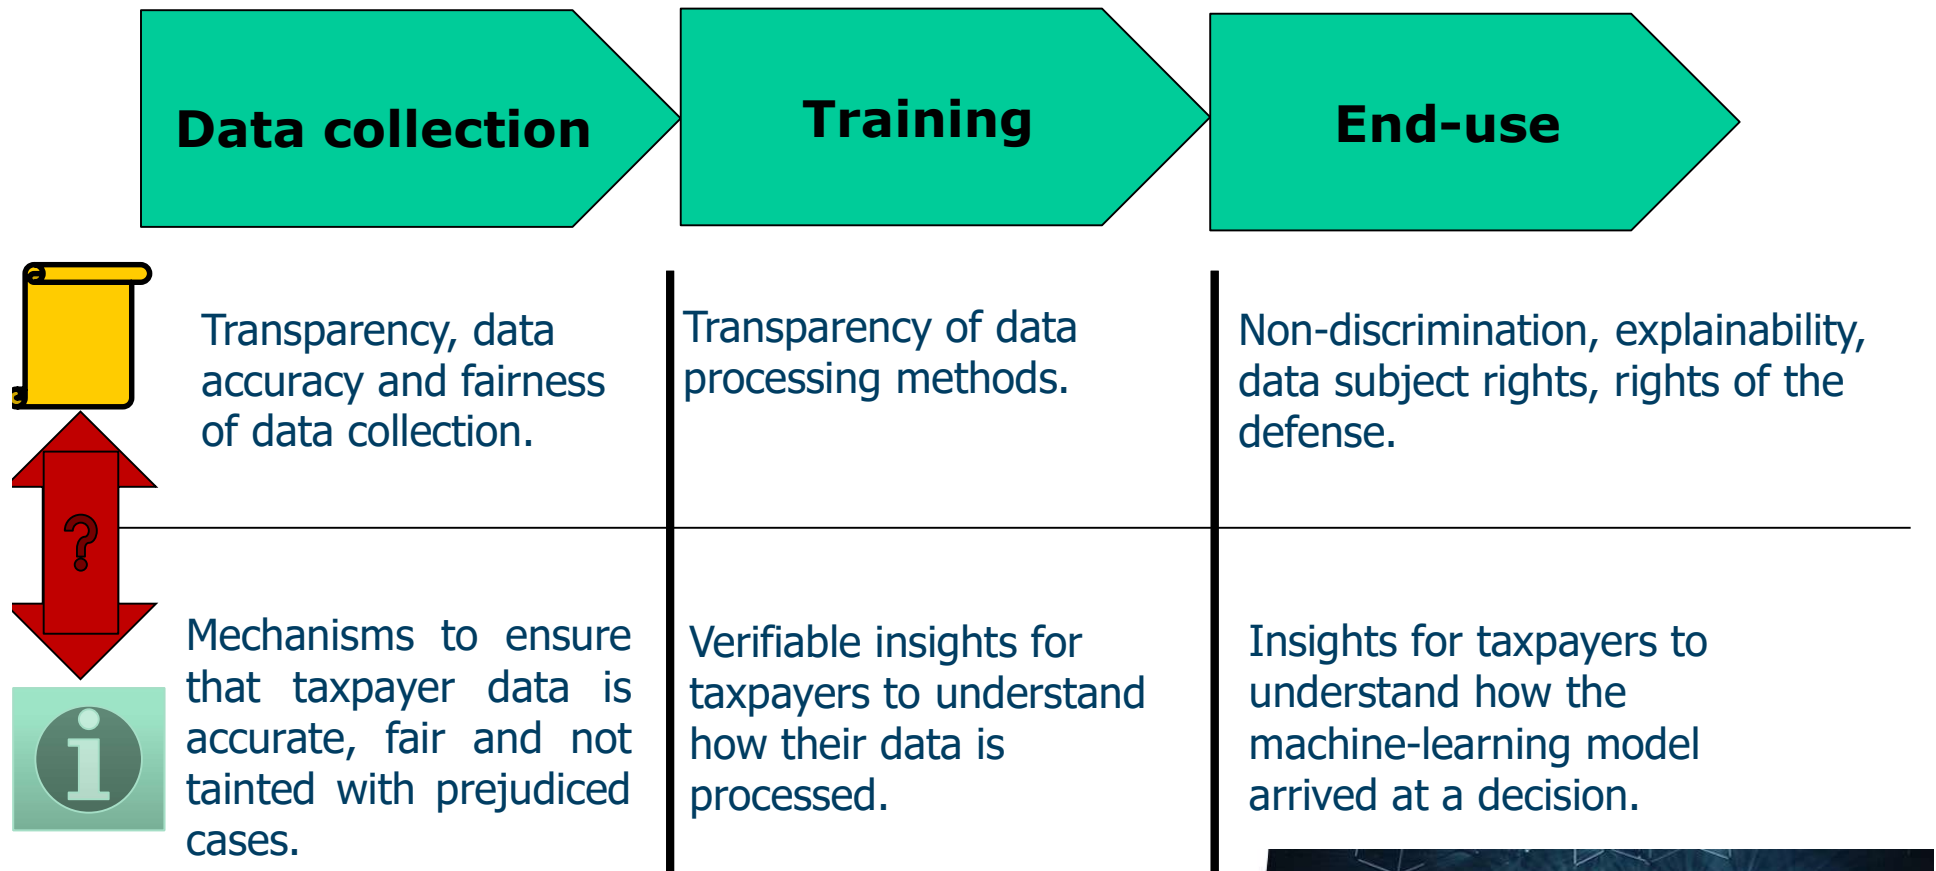 Data collection
Training
End-use
Transparency, data
accuracy and fairness
of data collection.
Transparency of data
processing methods.
Non-discrimination, explainability,
data subject rights, rights of the
defense.
?
Mechanisms to ensure
that taxpayer data is
accurate, fair and not
tainted with prejudiced
cases.
Verifiable insights for
taxpayers to understand
how their data is
processed.
Insights for taxpayers to
understand how the
machine-learning model
arrived at a decision.
i